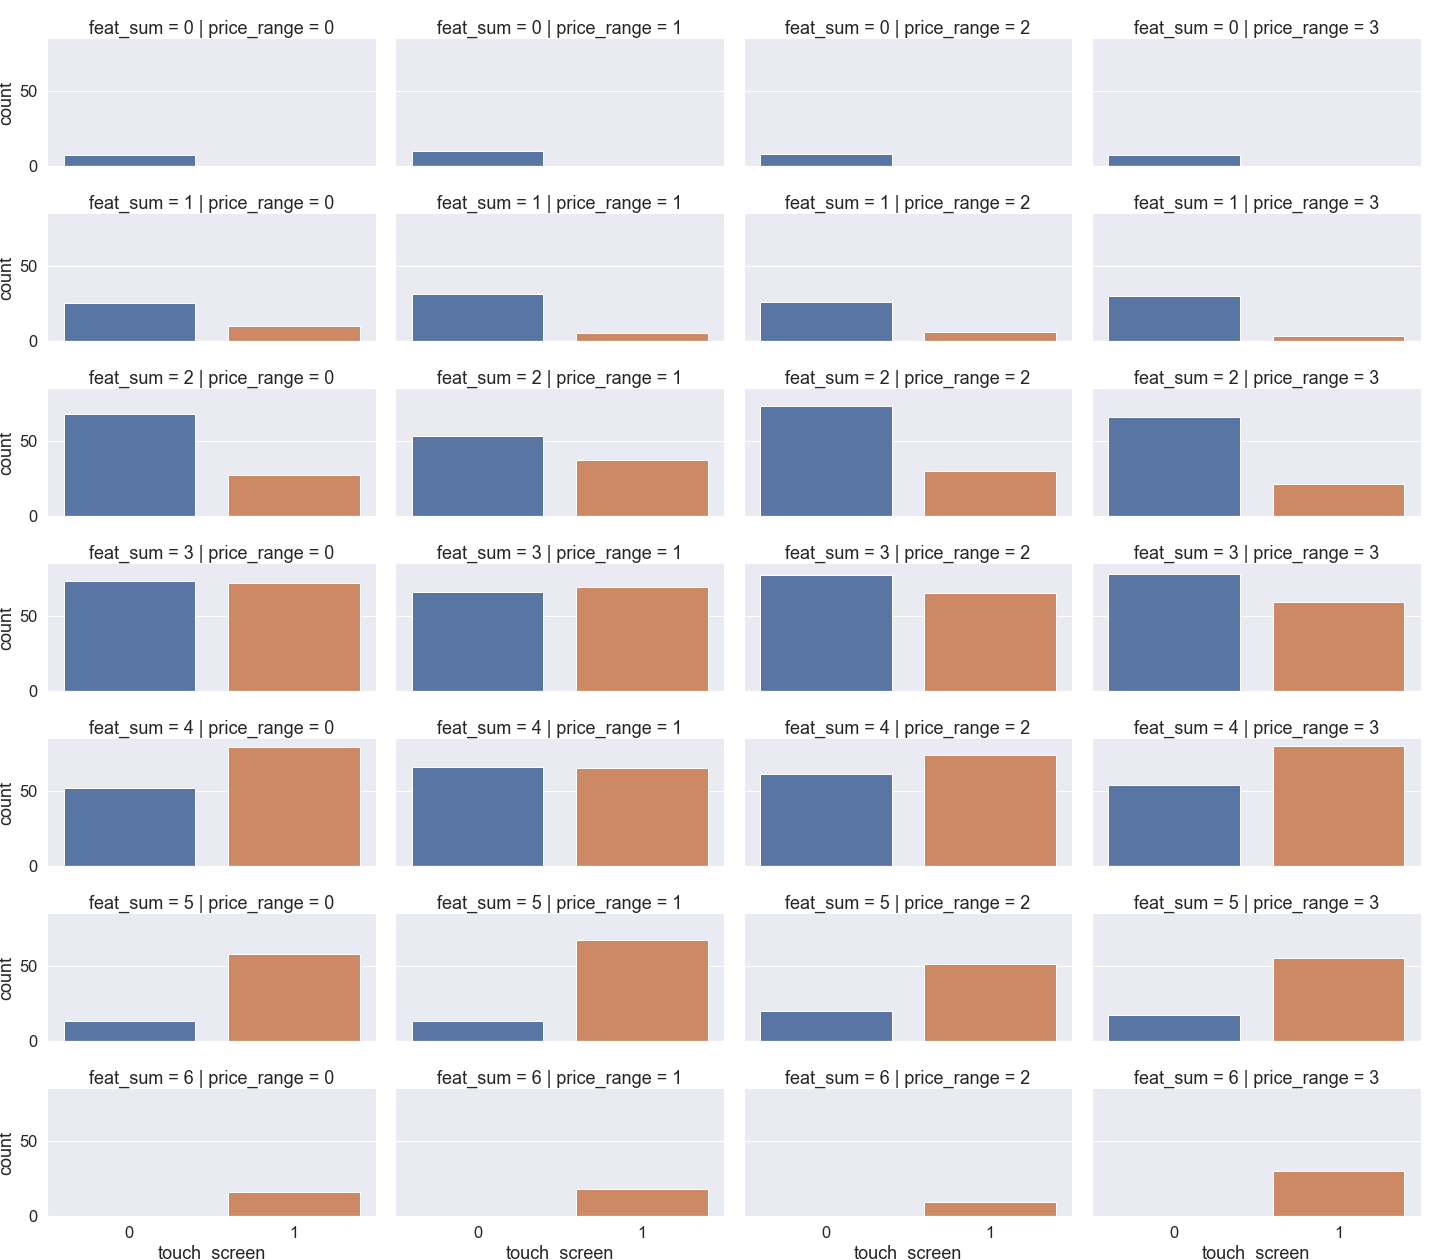 feat_sum = 0 | price_range = 0 feat_sum = 0 | price_range = 1 feat_sum = 0 | price_range = 2 feat_sum = 0 | price_range = 3
count
50
0
feat_sum = 1 | price_range = 0 feat_sum = 1 | price_range = 1 feat_sum = 1 | price_range = 2 feat_sum = 1 | price_range = 3
count
50
0
feat_sum = 2 | price_range = 0 feat_sum = 2 | price_range = 1 feat_sum = 2 | price_range = 2 feat_sum = 2 | price_range = 3
count
50
0
feat_sum = 3 | price_range = 0 feat_sum = 3 | price_range = 1 feat_sum = 3 | price_range = 2 feat_sum = 3 | price_range = 3
count
50
0
feat_sum = 4 | price_range = 0 feat_sum = 4 | price_range = 1 feat_sum = 4 | price_range = 2 feat_sum = 4 | price_range = 3
count
50
0
feat_sum = 5 | price_range = 0 feat_sum = 5 | price_range = 1 feat_sum = 5 | price_range = 2 feat_sum = 5 | price_range = 3
count
50
0
feat_sum = 6 | price_range = 0 feat_sum = 6 | price_range = 1 feat_sum = 6 | price_range = 2 feat_sum = 6 | price_range = 3
count
50
0
0 1 0 1 0 1 0 1
touch_screen touch_screen touch_screen touch_screen